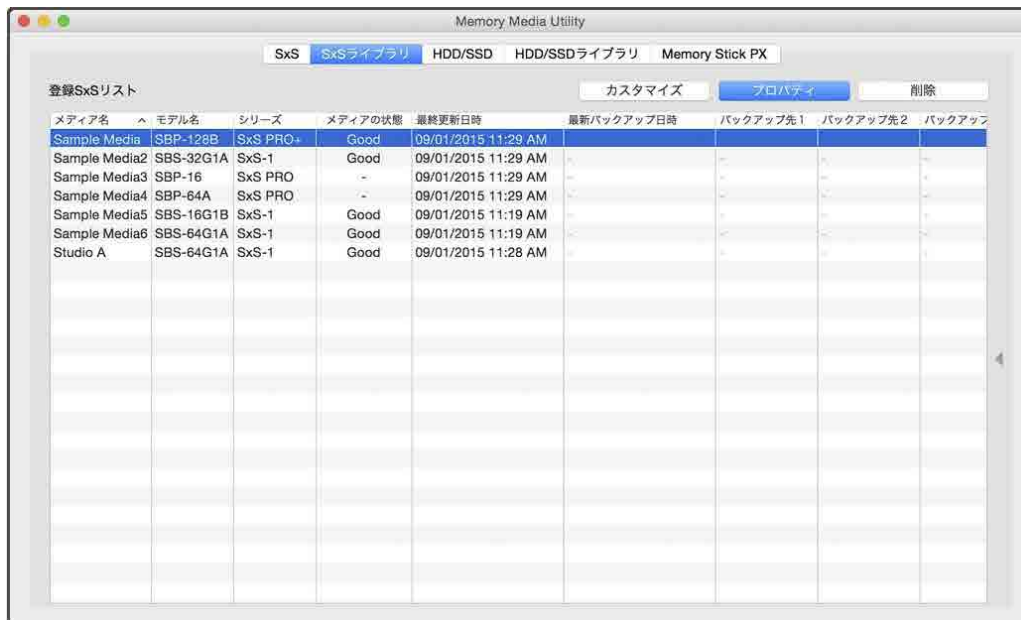 Memory Media Utility
SxS SxSライブラリ HDD/SSD HDD/SSDライブラリ Memory Stick PX
登録SxSリスト カスタマイズ プロパティ 削除
メディア名 モデル名 シリーズ メディアの状態 最終更新日時 最新バックアップ日時 バックアップ先1 バックアップ先2 バックアップ
Sample Media SBP-128B SxS PRO+ Good 09/01/2015 11:29 AM
Sample Media2 SBS-32G1A SxS-1 Good 09/01/2015 11:29 AM - - - -
Sample Media3 SBP-16 SxS PRO - 09/01/2015 11:29 AM - - - -
Sample Media4 SBP-64A SxS PRO - 09/01/2015 11:29 AM - - - -
Sample Media5 SBS-16G1B SxS-1 Good 09/01/2015 11:19 AM - - - -
Sample Media6 SBS-64G1A SxS-1 Good 09/01/2015 11:19 AM - - - -
Studio A SBS-64G1A SxS-1 Good 09/01/2015 11:28 AM - - - -